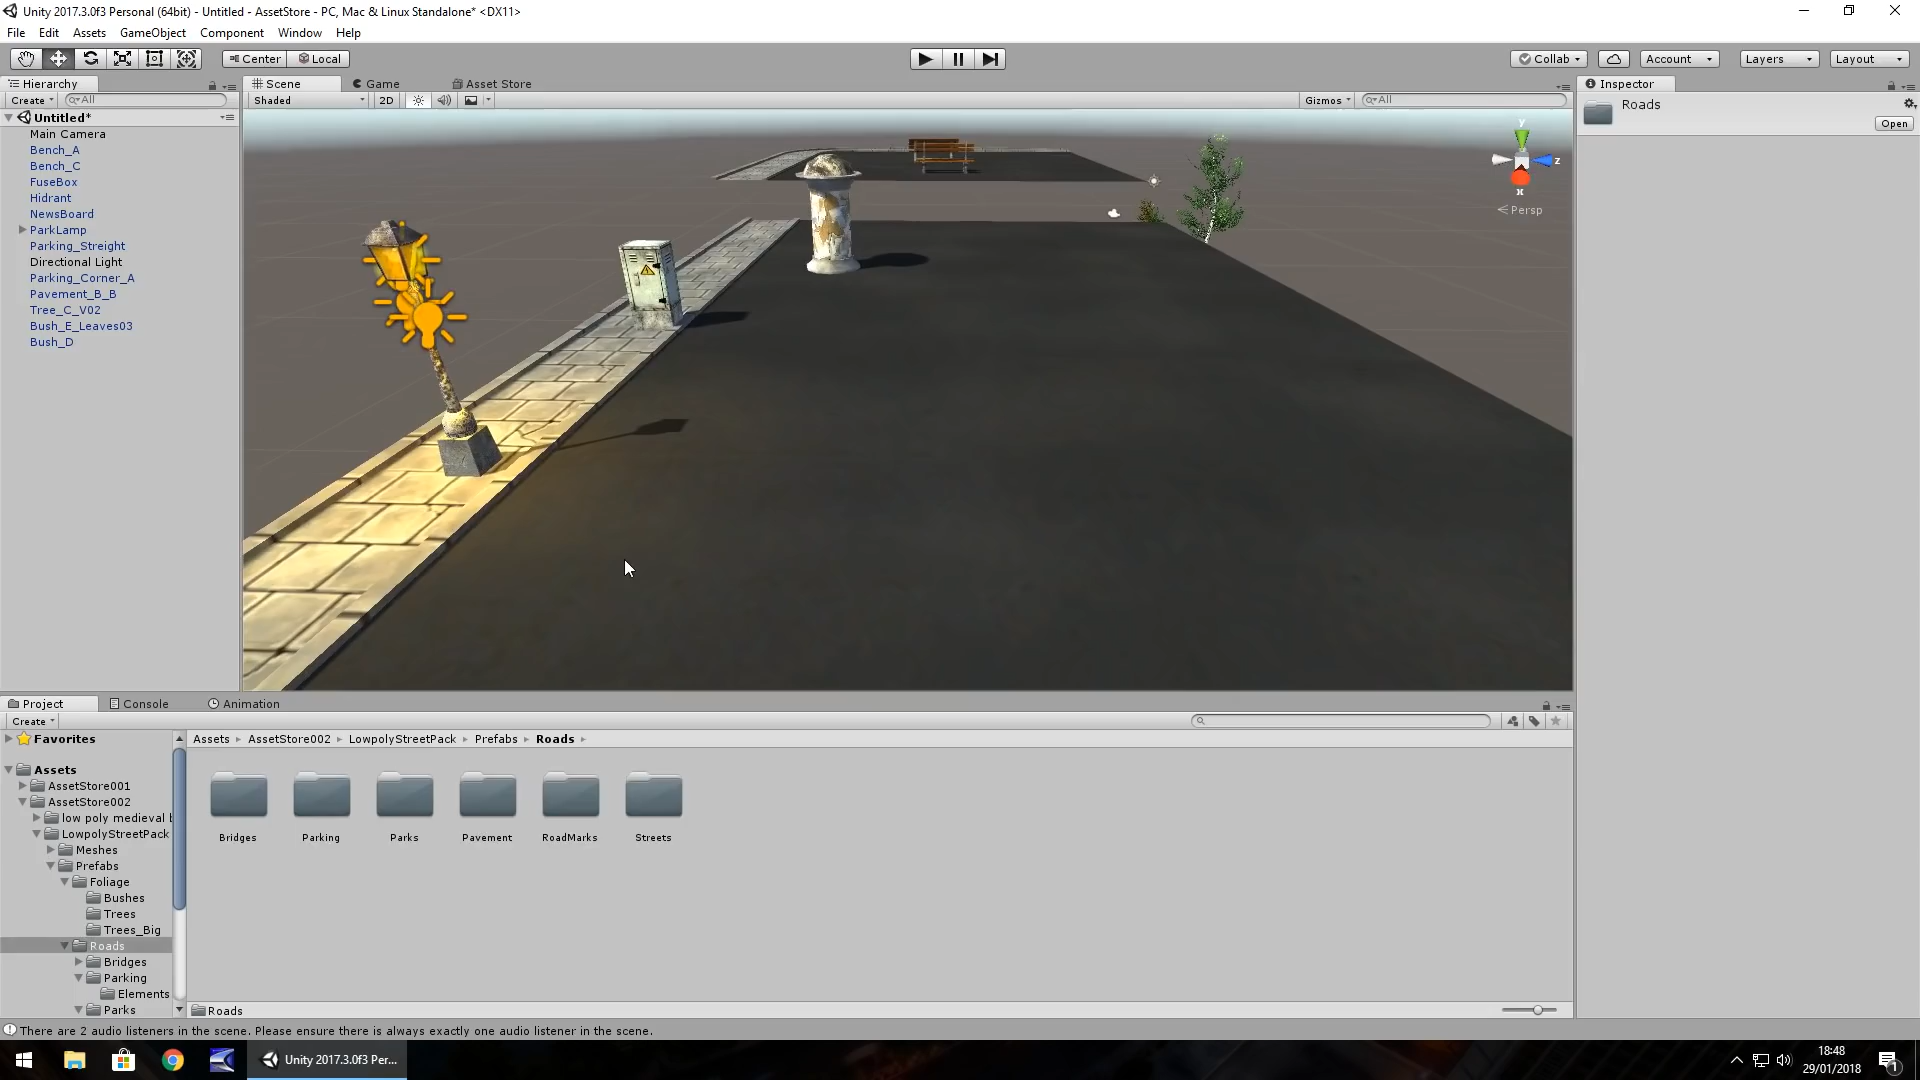 Unity 2017.3.0f3 Personal (64bit) - Untitled - AssetStore - PC, Mac & Linux Standalone* <DX11>
File Edit Assets GameObject Component Window Help
Center Local Collab Account Layers Layout
Hierarchy Scene Game Asset Store Inspector
Create All Shaded 2D Gizmos All Roads
Open
Untitled*
Main Camera
Bench_A
Bench_C
FuseBox
Hidrant
NewsBoard
ParkLamp
Parking_Streight
Directional Light
Parking_Corner_A
Pavement_B_B
Tree_C_V02
Bush_E_Leaves03
Bush_D
y
z
x
Persp
Project Console Animation
Create
Favorites
Assets AssetStore002 LowpolyStreetPack Prefabs Roads
Assets
AssetStore001
AssetStore002
low poly medieval b
LowpolyStreetPack
Meshes
Prefabs
Foliage
Bushes
Trees
Trees_Big
Roads
Bridges
Parking
Elements
Parks
Bridges Parking Parks Pavement RoadMarks Streets
Roads
There are 2 audio listeners in the scene. Please ensure there is always exactly one audio listener in the scene.
Unity 2017.3.0f3 Per...
18:48
29/01/2018
1